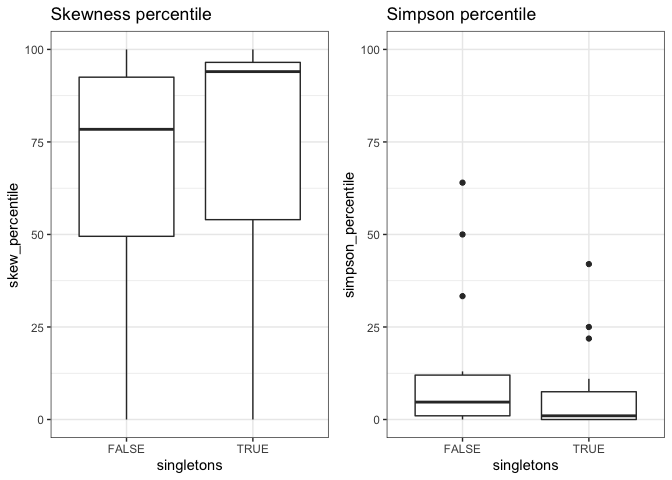 Skewness percentile
100
75
50
25
0
skew_percentile
FALSE
TRUE
singletons
Simpson percentile
100
75
50
25
0
simpson_percentile
FALSE
TRUE
singletons